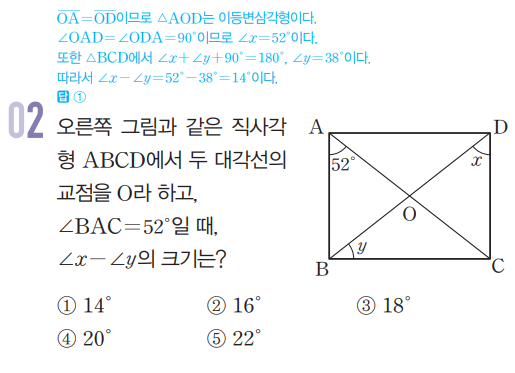 OA=OD이므로 △AOD는 이등변삼각형이다.
∠OAD=∠ODA=90°이므로 ∠x=52°이다.
또한 △BCD에서 ∠x+∠y+90°=180°, ∠y=38°이다.
따라서 ∠x-∠y=52°-38°=14°이다.
답 ①
02 오른쪽 그림과 같은 직사각
형 ABCD에서 두 대각선의
교점을 O라 하고,
∠BAC=52°일 때,
∠x-∠y의 크기는?
A
D
52°
x
O
y
B
C
① 14° ② 16° ③ 18°
④ 20° ⑤ 22°